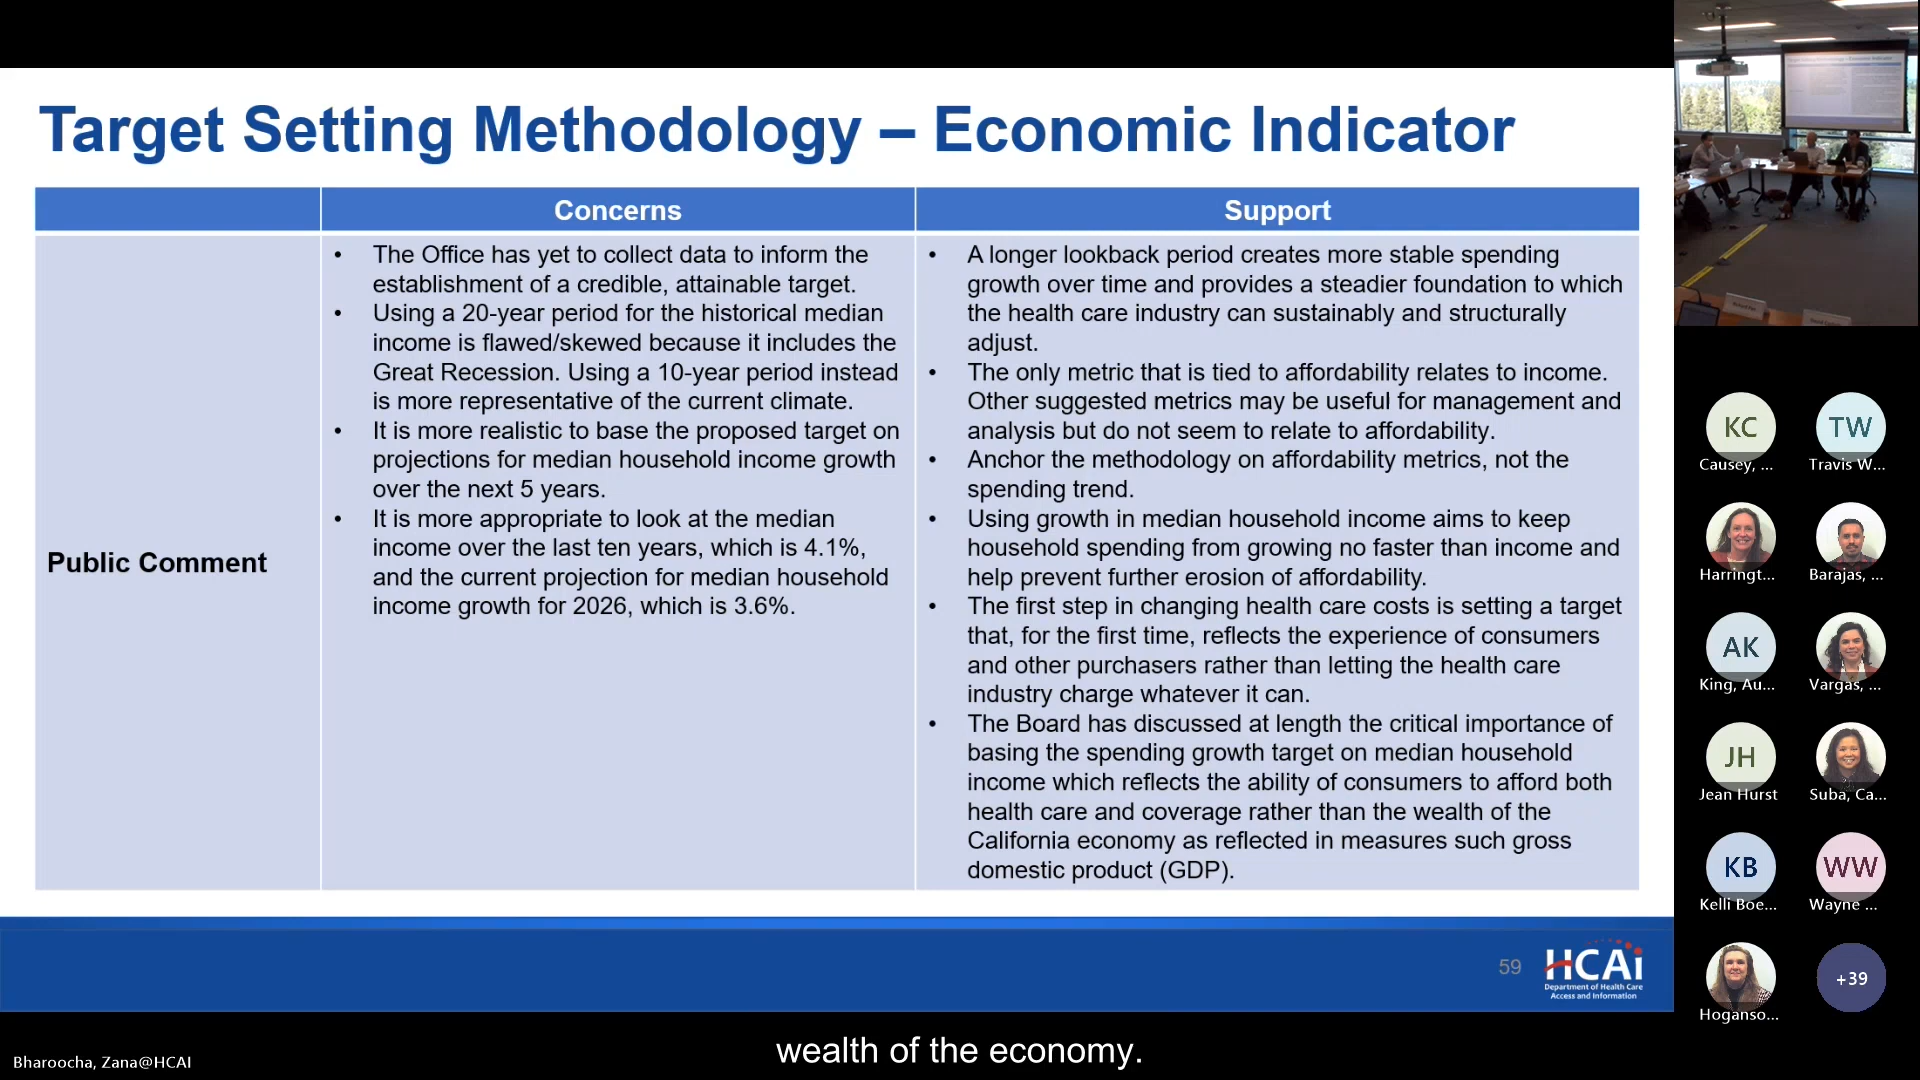 Target Setting Methodology – Economic Indicator
Concerns
Support
Public Comment
• The Office has yet to collect data to inform the
establishment of a credible, attainable target.
• Using a 20-year period for the historical median
income is flawed/skewed because it includes the
Great Recession. Using a 10-year period instead
is more representative of the current climate.
• It is more realistic to base the proposed target on
projections for median household income growth
over the next 5 years.
• It is more appropriate to look at the median
income over the last ten years, which is 4.1%,
and the current projection for median household
income growth for 2026, which is 3.6%.
• A longer lookback period creates more stable spending
growth over time and provides a steadier foundation to which
the health care industry can sustainably and structurally
adjust.
• The only metric that is tied to affordability relates to income.
Other suggested metrics may be useful for management and
analysis but do not seem to relate to affordability.
• Anchor the methodology on affordability metrics, not the
spending trend.
• Using growth in median household income aims to keep
household spending from growing no faster than income and
help prevent further erosion of affordability.
• The first step in changing health care costs is setting a target
that, for the first time, reflects the experience of consumers
and other purchasers rather than letting the health care
industry charge whatever it can.
• The Board has discussed at length the critical importance of
basing the spending growth target on median household
income which reflects the ability of consumers to afford both
health care and coverage rather than the wealth of the
California economy as reflected in measures such gross
domestic product (GDP).
59
HCAi
Department of Health Care
Access and Information
KC
Causey, ...
TW
Travis W...
Harringt...
Barajas, ...
AK
King, Au...
Vargas, ...
JH
Jean Hurst
Suba, Ca...
KB
Kelli Boe...
WW
Wayne ...
Hoganso...
+39
wealth of the economy.
Bharoocha, Zana@HCAI